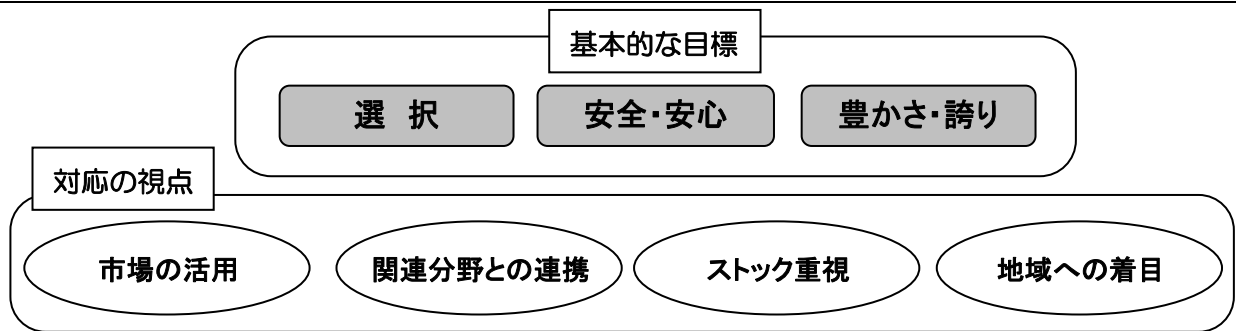 基本的な目標
選 択
安全・安心
豊かさ・誇り
対応の視点
市場の活用
関連分野との連携
ストック重視
地域への着目